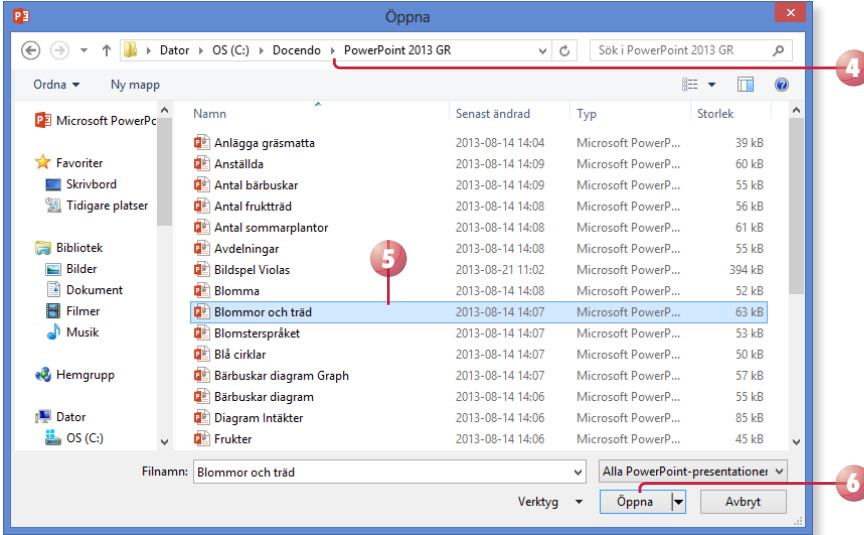 Öppna
Dator OS (C:) Docendo PowerPoint 2013 GR Sök i PowerPoint 2013 GR
4
Ordna Ny mapp
Microsoft PowerPo
Favoriter
Skrivbord
Tidigare platser
Bibliotek
Bilder
Dokument
Filmer
Musik
Hemgrupp
Dator
OS (C:)
Namn Senast ändrad Typ Storlek
Anlägga gräsmatta 2013-08-14 14:04 Microsoft PowerP... 39 kB
Anställda 2013-08-14 14:09 Microsoft PowerP... 60 kB
Antal bärbuskar 2013-08-14 14:09 Microsoft PowerP... 55 kB
Antal fruktträd 2013-08-14 14:08 Microsoft PowerP... 56 kB
Antal sommarplantor 2013-08-14 14:08 Microsoft PowerP... 61 kB
Avdelningar 2013-08-14 14:08 Microsoft PowerP... 55 kB
5
Bildspel Violas 2013-08-21 11:02 Microsoft PowerP... 394 kB
Blomma 2013-08-14 14:08 Microsoft PowerP... 52 kB
Blommor och träd 2013-08-14 14:07 Microsoft PowerP... 63 kB
Blomsterspråket 2013-08-14 14:07 Microsoft PowerP... 53 kB
Blå cirklar 2013-08-14 14:07 Microsoft PowerP... 50 kB
Bärbuskar diagram Graph 2013-08-14 14:07 Microsoft PowerP... 57 kB
Bärbuskar diagram 2013-08-14 14:06 Microsoft PowerP... 55 kB
Diagram Intäkter 2013-08-14 14:06 Microsoft PowerP... 85 kB
Frukter 2013-08-14 14:06 Microsoft PowerP... 45 kB
Filnamn: Blommor och träd Alla PowerPoint-presentationer
6
Verktyg Öppna Avbryt